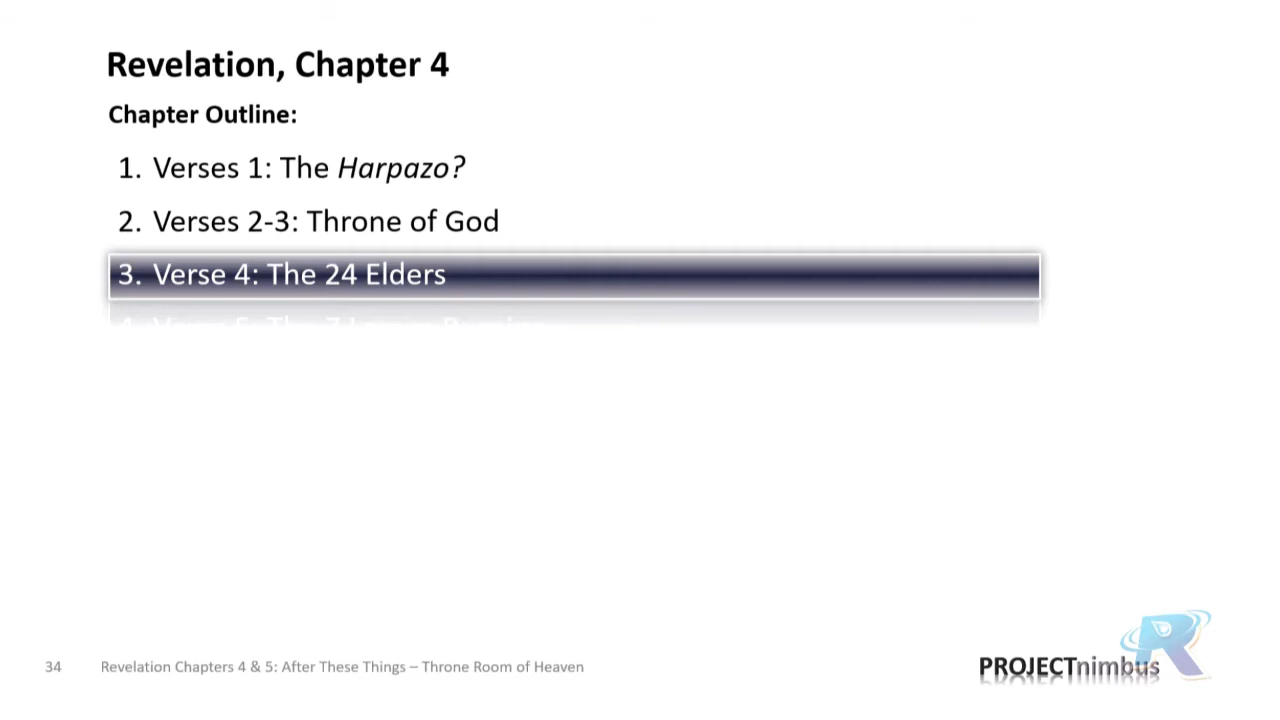 Revelation, Chapter 4
Chapter Outline:
1. Verses 1: The Harpazo?
2. Verses 2-3: Throne of God
3. Verse 4: The 24 Elders
34 Revelation Chapters 4 & 5: After These Things – Throne Room of Heaven
PROJECTnimbus